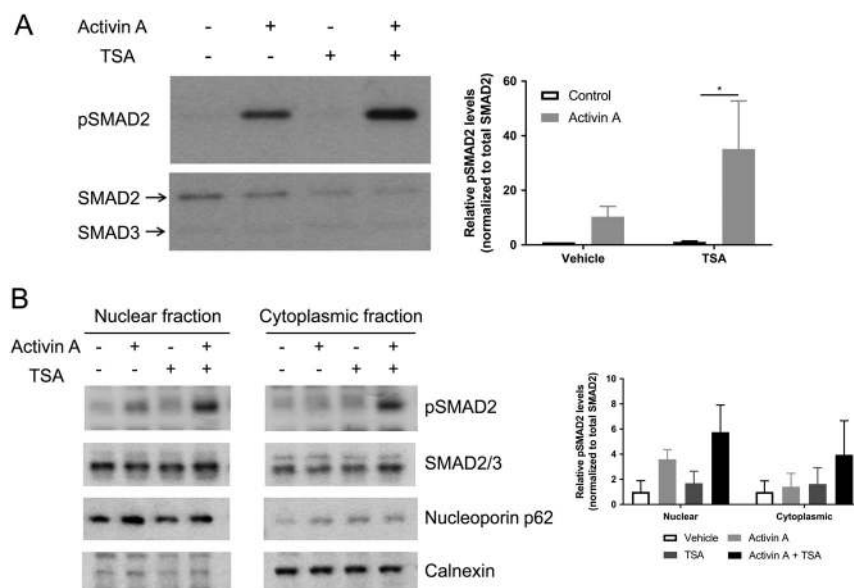 A
Activin A - + - +
TSA - - + +
pSMAD2
SMAD2→
SMAD3→
Relative pSMAD2 levels
(normalized to total SMAD2)
60
40
20
0
Control
Activin A
*
Vehicle TSA
B
Nuclear fraction Cytoplasmic fraction
Activin A - + - + - + - +
TSA - - + + - - + +
pSMAD2
SMAD2/3
Nucleoporin p62
Calnexin
Relative pSMAD2 levels
(normalized to total SMAD2)
10
8
6
4
2
0
Nuclear Cytoplasmic
Vehicle Activin A
TSA Activin A + TSA